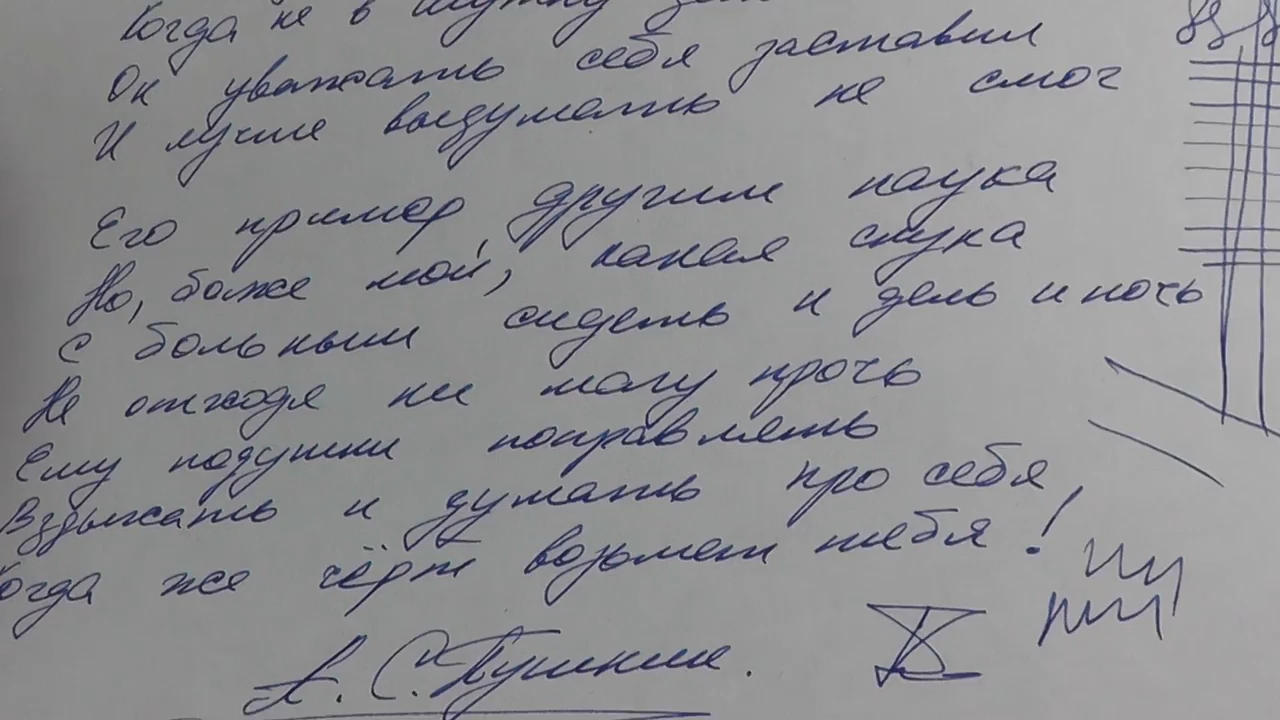 Когда не в шутку
Он уважать себя заставил
И лучше выдумать не смог
Его пример другим наука
Но, боже мой, какая скука
С больным сидеть и день и ночь
Не отходя ни шагу прочь
Ему подушки поправлять
Вздыхать и думать про себя,
Когда же чёрт возьмет тебя!
А. С. Пушкин.